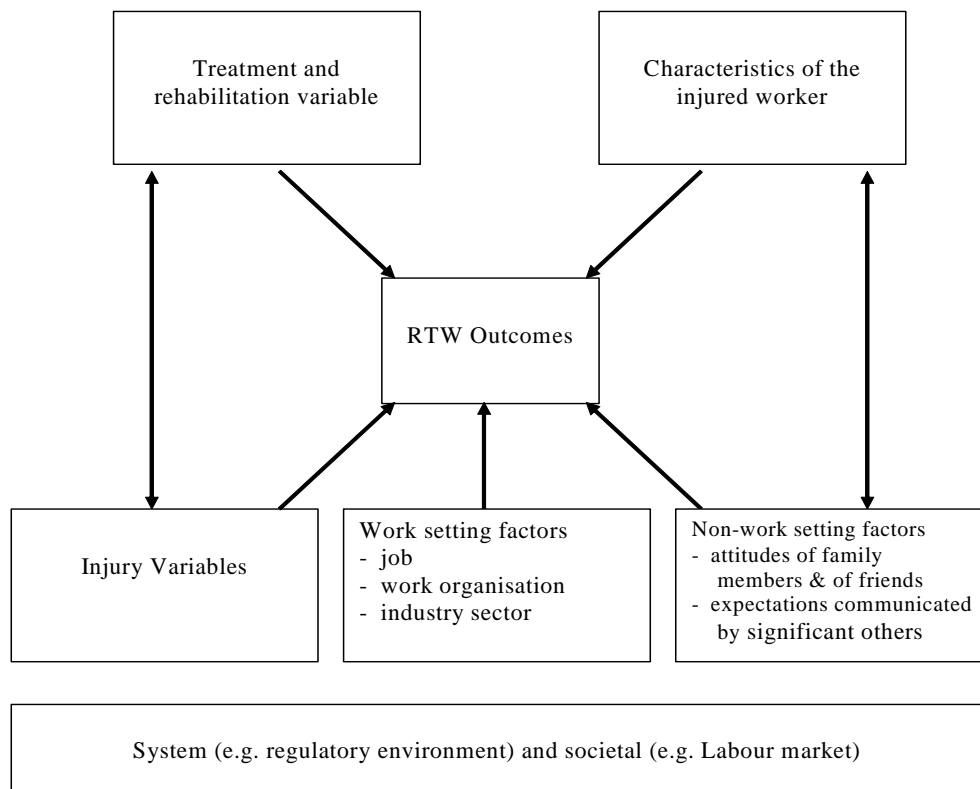 Treatment and
rehabilitation variable
Characteristics of the
injured worker
RTW Outcomes
Injury Variables
Work setting factors
- job
- work organisation
- industry sector
Non-work setting factors
- attitudes of family
members & of friends
- expectations communicated
by significant others
System (e.g. regulatory environment) and societal (e.g. Labour market)